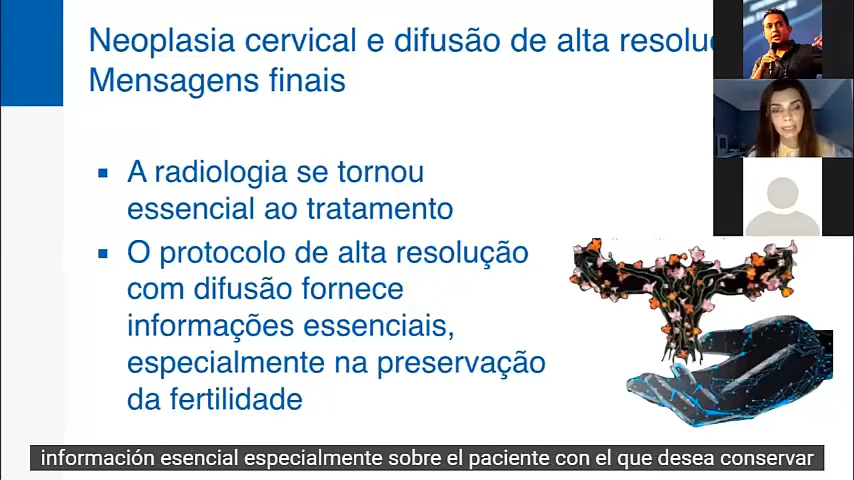 Neoplasia cervical e difusão de alta
Mensagens finais
A radiologia se tornou
essencial ao tratamento
O protocolo de alta resolução
com difusão fornece
informações essenciais,
especialmente na preservação
da fertilidade
información esencial especialmente sobre el paciente con el que desea conservar